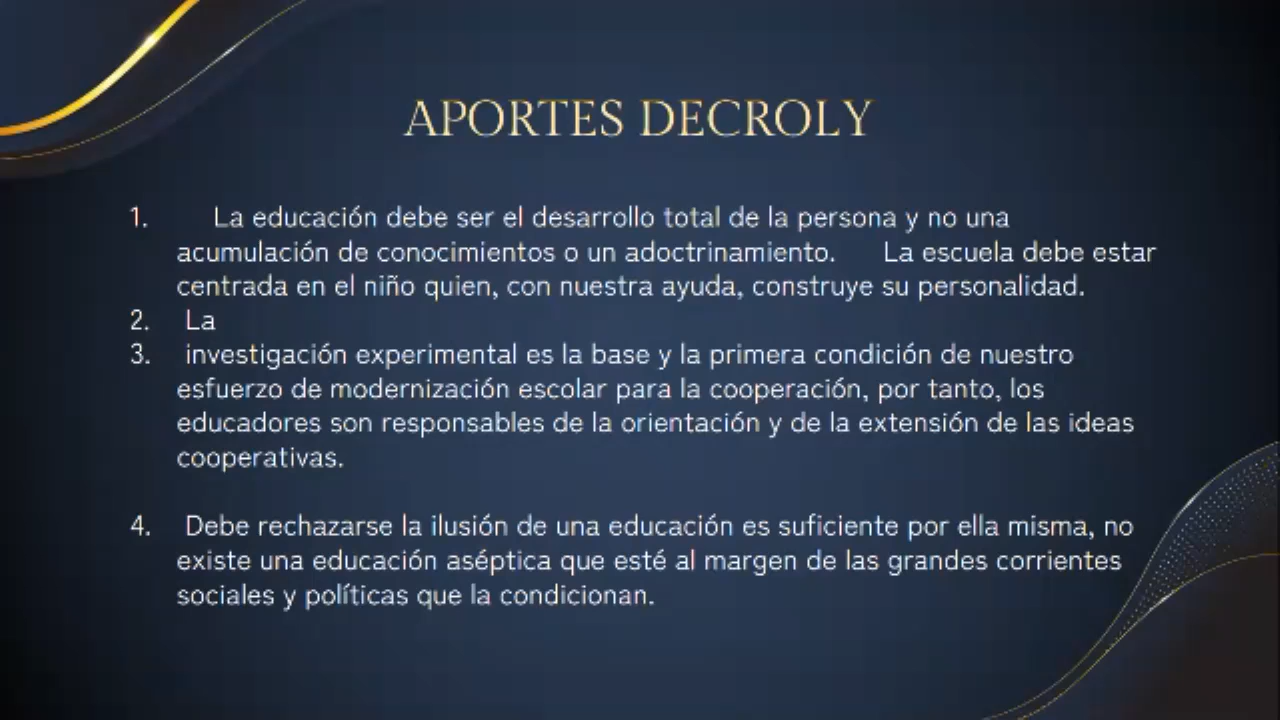 APORTES DECROLY
1. La educación debe ser el desarrollo total de la persona y no una
acumulación de conocimientos o un adoctrinamiento. La escuela debe estar
centrada en el niño quien, con nuestra ayuda, construye su personalidad.
2. La
3. investigación experimental es la base y la primera condición de nuestro
esfuerzo de modernización escolar para la cooperación, por tanto, los
educadores son responsables de la orientación y de la extensión de las ideas
cooperativas.
4. Debe rechazarse la ilusión de una educación es suficiente por ella misma, no
existe una educación aséptica que esté al margen de las grandes corrientes
sociales y políticas que la condicionan.